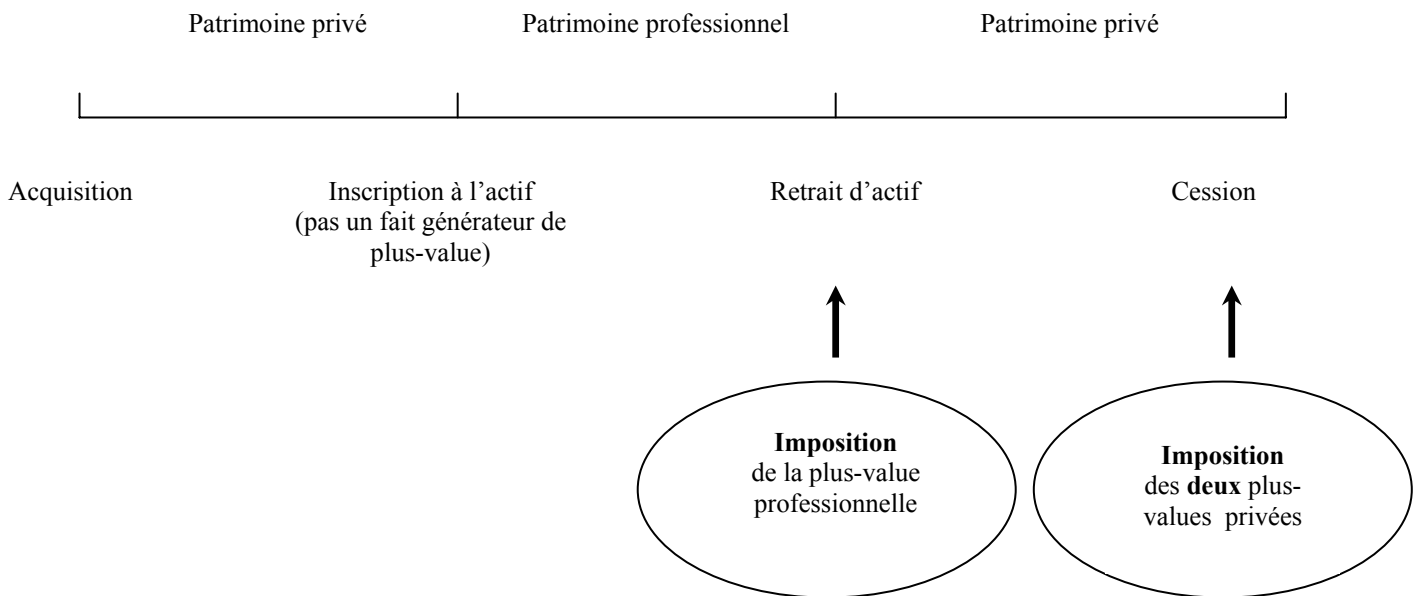 Patrimoine privé
Patrimoine professionnel
Patrimoine privé
Acquisition
Inscription à l’actif
(pas un fait générateur de
plus-value)
Retrait d’actif
Cession
Imposition
de la plus-value
professionnelle
Imposition
des deux plus-
values privées